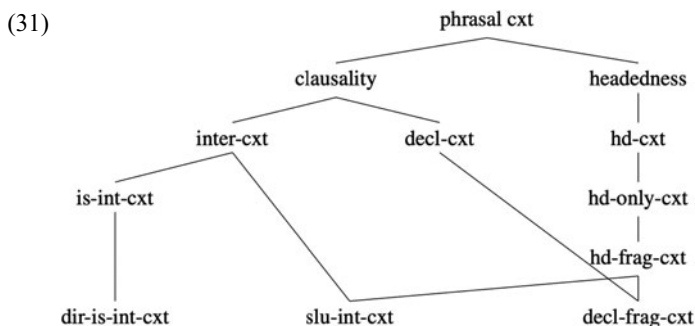 (31) phrasal cxt
clausality headedness
inter-cxt decl-cxt hd-cxt
is-int-cxt hd-only-cxt
hd-frag-cxt
dir-is-int-cxt slu-int-cxt decl-frag-cxt